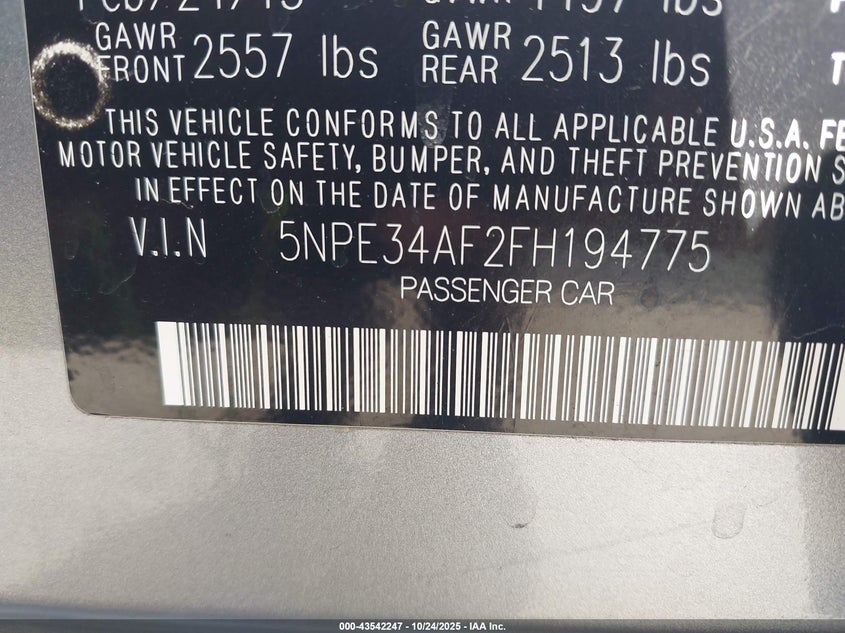 GAWR FRONT 2557 lbs GAWR REAR 2513 lbs
THIS VEHICLE CONFORMS TO ALL APPLICABLE U.S.A. FE
MOTOR VEHICLE SAFETY, BUMPER, AND THEFT PREVENTION S
IN EFFECT ON THE DATE OF MANUFACTURE SHOWN AB
V.I.N 5NPE34AF2FH194775
PASSENGER CAR
000-43542247 - 10/24/2025 - IAA Inc.